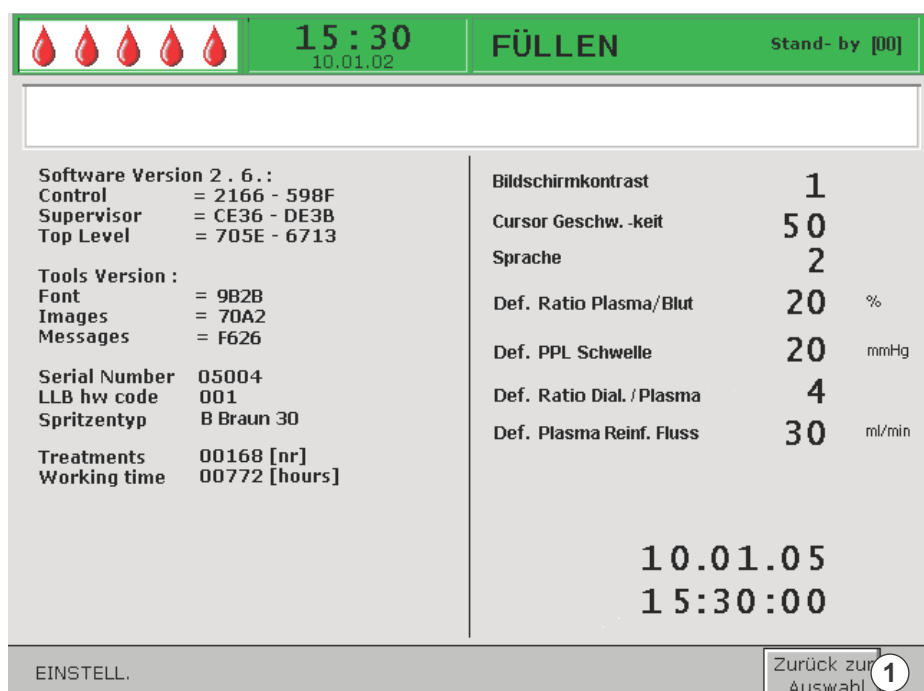 15:30
10.01.02
FÜLLEN
Stand- by [00]
Software Version 2 . 6 . :
Control = 2166 - 598F
Supervisor = CE36 - DE3B
Top Level = 705E - 6713
Tools Version :
Font = 9B2B
Images = 70A2
Messages = F626
Serial Number 05004
LLB hw code 001
Spritzentyp B Braun 30
Treatments 00168 [nr]
Working time 00772 [hours]
Bildschirmkontrast 1
Cursor Geschw. -keit 50
Sprache 2
Def. Ratio Plasma/Blut 20 %
Def. PPL Schwelle 20 mmHg
Def. Ratio Dial. / Plasma 4
Def. Plasma Reinf. Fluss 30 ml/min
10.01.05
15:30:00
EINSTELL.
Zurück zur
Auswahl
1